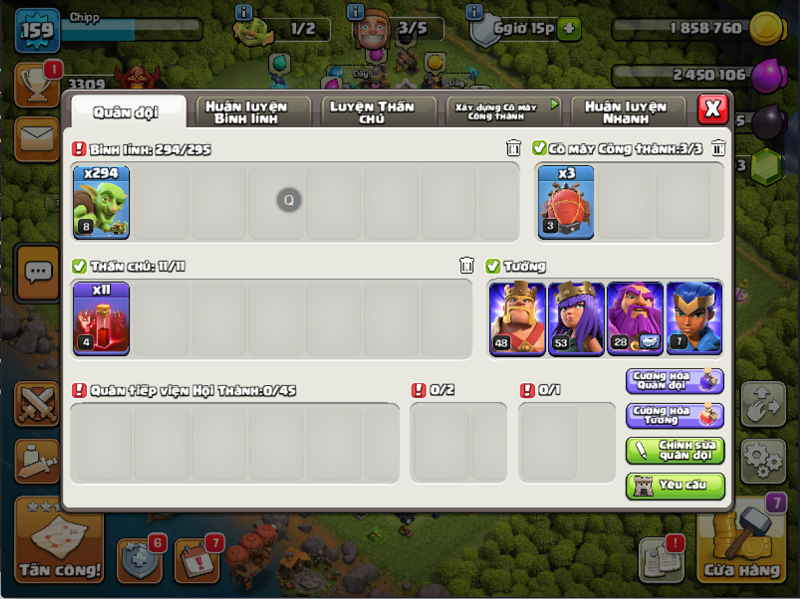 159
Chipp
1/2
3/5
6giờ 15p
1 858 760
1
3309
2 450 106
Quân đội
Huấn luyện
Binh lính
Luyện Thần
chú
Xây dựng Cỗ máy
Công thành
Huấn luyện
Nhanh
X
Binh lính: 294/295
Cỗ máy Công thành:3/3
x294
8
Q
x3
3
Thần chú: 11/11
Tướng
x11
4
48
53
28
7
Quân tiếp viện Hội Thành:0/45
0/2
0/1
Cường hóa
Quân đội
Cường hóa
Tướng
Chỉnh sửa
quân đội
Yêu cầu
Tấn công!
6
7
!
7
Cửa hàng